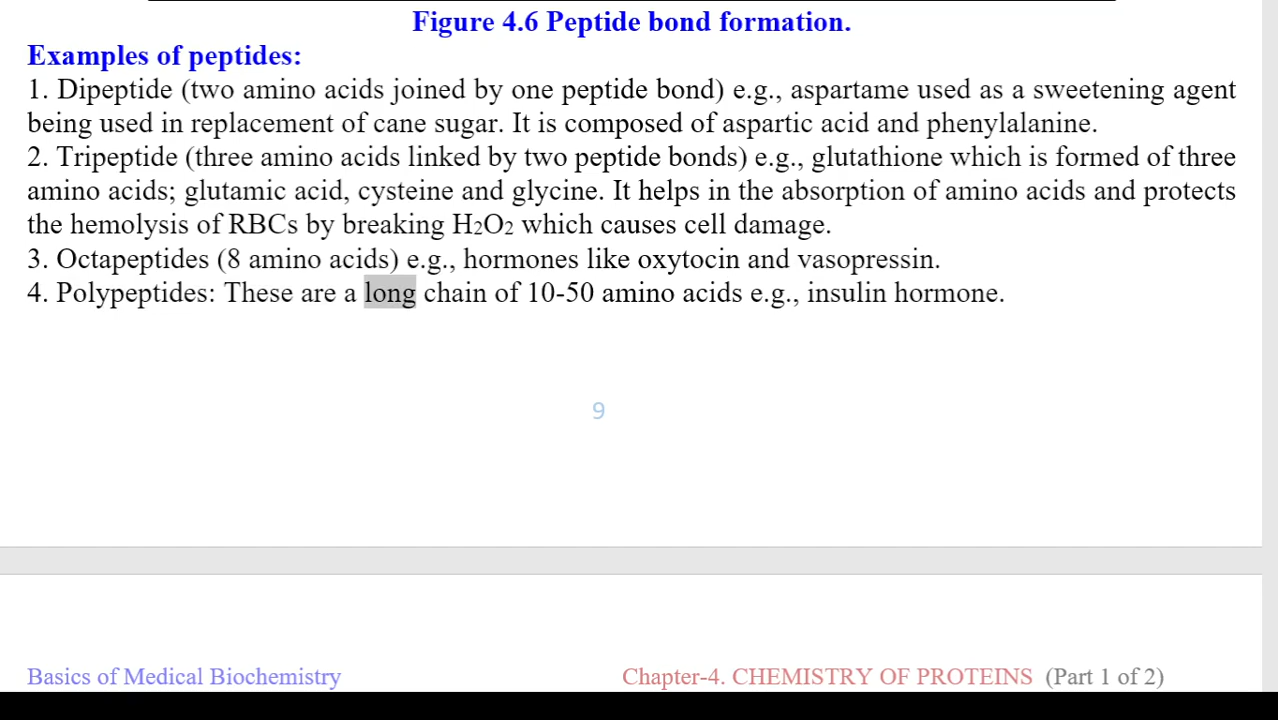 Figure 4.6 Peptide bond formation.
Examples of peptides:
1. Dipeptide (two amino acids joined by one peptide bond) e.g., aspartame used as a sweetening agent
being used in replacement of cane sugar. It is composed of aspartic acid and phenylalanine.
2. Tripeptide (three amino acids linked by two peptide bonds) e.g., glutathione which is formed of three
amino acids; glutamic acid, cysteine and glycine. It helps in the absorption of amino acids and protects
the hemolysis of RBCs by breaking H2O2 which causes cell damage.
3. Octapeptides (8 amino acids) e.g., hormones like oxytocin and vasopressin.
4. Polypeptides: These are a long chain of 10-50 amino acids e.g., insulin hormone.
9
Basics of Medical Biochemistry Chapter-4. CHEMISTRY OF PROTEINS (Part 1 of 2)